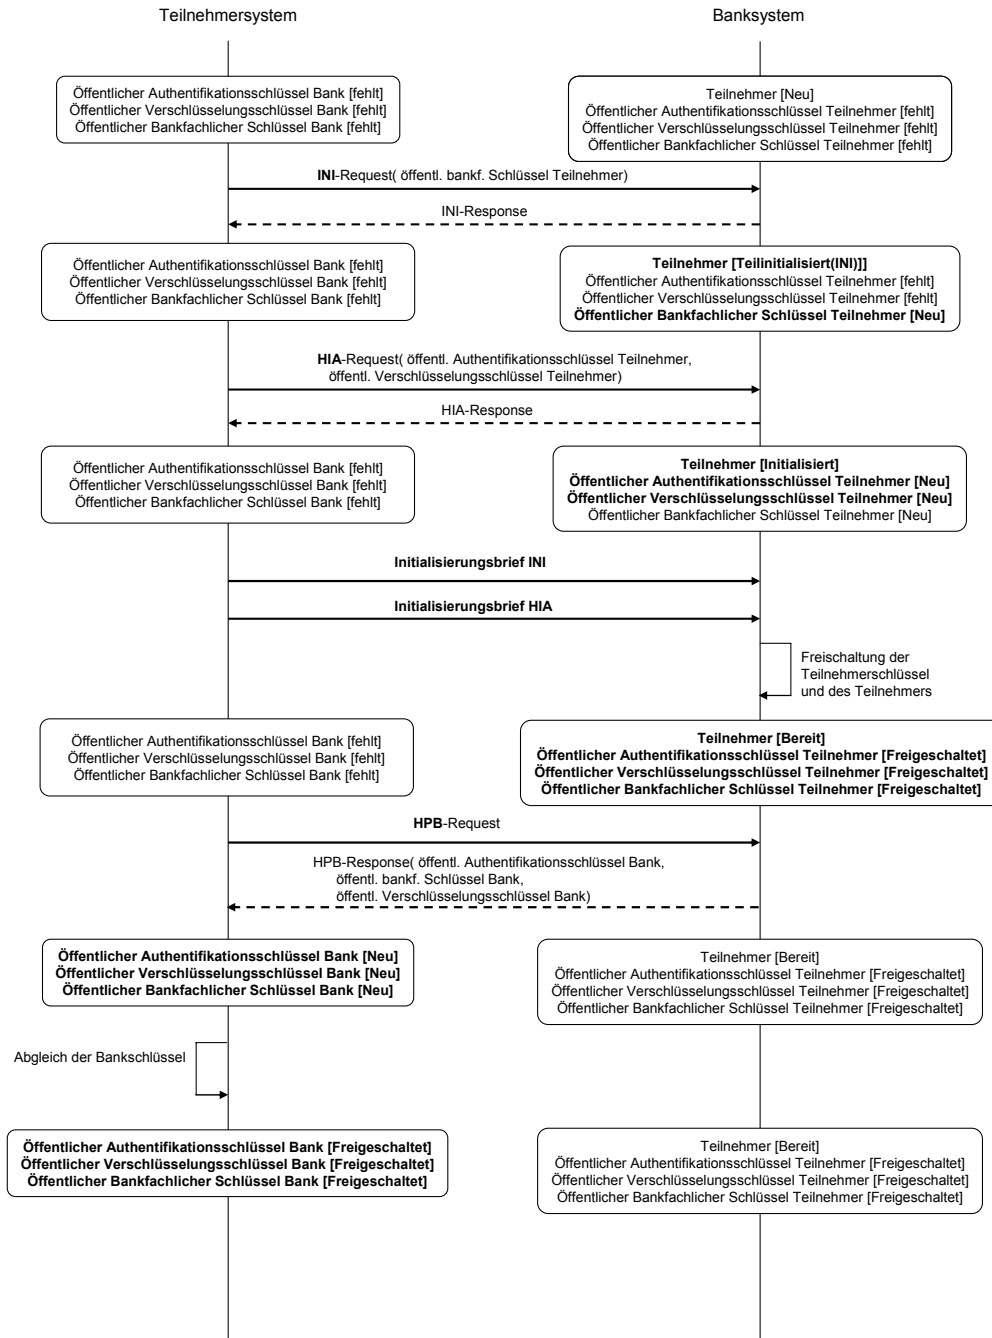 Teilnehmersystem
Banksystem
Öffentlicher Authentifikationsschlüssel Bank [fehlt]
Öffentlicher Verschlüsselungsschlüssel Bank [fehlt]
Öffentlicher Bankfachlicher Schlüssel Bank [fehlt]
Teilnehmer [Neu]
Öffentlicher Authentifikationsschlüssel Teilnehmer [fehlt]
Öffentlicher Verschlüsselungsschlüssel Teilnehmer [fehlt]
Öffentlicher Bankfachlicher Schlüssel Teilnehmer [fehlt]
INI-Request( öffentl. bankf. Schlüssel Teilnehmer)
INI-Response
Öffentlicher Authentifikationsschlüssel Bank [fehlt]
Öffentlicher Verschlüsselungsschlüssel Bank [fehlt]
Öffentlicher Bankfachlicher Schlüssel Bank [fehlt]
Teilnehmer [Teilinitialisiert(INI)]]
Öffentlicher Authentifikationsschlüssel Teilnehmer [fehlt]
Öffentlicher Verschlüsselungsschlüssel Teilnehmer [fehlt]
Öffentlicher Bankfachlicher Schlüssel Teilnehmer [Neu]
HIA-Request( öffentl. Authentifikationsschlüssel Teilnehmer,
öffentl. Verschlüsselungsschlüssel Teilnehmer)
HIA-Response
Öffentlicher Authentifikationsschlüssel Bank [fehlt]
Öffentlicher Verschlüsselungsschlüssel Bank [fehlt]
Öffentlicher Bankfachlicher Schlüssel Bank [fehlt]
Teilnehmer [Initialisiert]
Öffentlicher Authentifikationsschlüssel Teilnehmer [Neu]
Öffentlicher Verschlüsselungsschlüssel Teilnehmer [Neu]
Öffentlicher Bankfachlicher Schlüssel Teilnehmer [Neu]
Initialisierungsbrief INI
Initialisierungsbrief HIA
Freischaltung der
Teilnehmerschlüssel
und des Teilnehmers
Öffentlicher Authentifikationsschlüssel Bank [fehlt]
Öffentlicher Verschlüsselungsschlüssel Bank [fehlt]
Öffentlicher Bankfachlicher Schlüssel Bank [fehlt]
Teilnehmer [Bereit]
Öffentlicher Authentifikationsschlüssel Teilnehmer [Freigeschaltet]
Öffentlicher Verschlüsselungsschlüssel Teilnehmer [Freigeschaltet]
Öffentlicher Bankfachlicher Schlüssel Teilnehmer [Freigeschaltet]
HPB-Request
HPB-Response( öffentl. Authentifikationsschlüssel Bank,
öffentl. bankf. Schlüssel Bank,
öffentl. Verschlüsselungsschlüssel Bank)
Öffentlicher Authentifikationsschlüssel Bank [Neu]
Öffentlicher Verschlüsselungsschlüssel Bank [Neu]
Öffentlicher Bankfachlicher Schlüssel Bank [Neu]
Teilnehmer [Bereit]
Öffentlicher Authentifikationsschlüssel Teilnehmer [Freigeschaltet]
Öffentlicher Verschlüsselungsschlüssel Teilnehmer [Freigeschaltet]
Öffentlicher Bankfachlicher Schlüssel Teilnehmer [Freigeschaltet]
Abgleich der Bankschlüssel
Öffentlicher Authentifikationsschlüssel Bank [Freigeschaltet]
Öffentlicher Verschlüsselungsschlüssel Bank [Freigeschaltet]
Öffentlicher Bankfachlicher Schlüssel Bank [Freigeschaltet]
Teilnehmer [Bereit]
Öffentlicher Authentifikationsschlüssel Teilnehmer [Freigeschaltet]
Öffentlicher Verschlüsselungsschlüssel Teilnehmer [Freigeschaltet]
Öffentlicher Bankfachlicher Schlüssel Teilnehmer [Freigeschaltet]